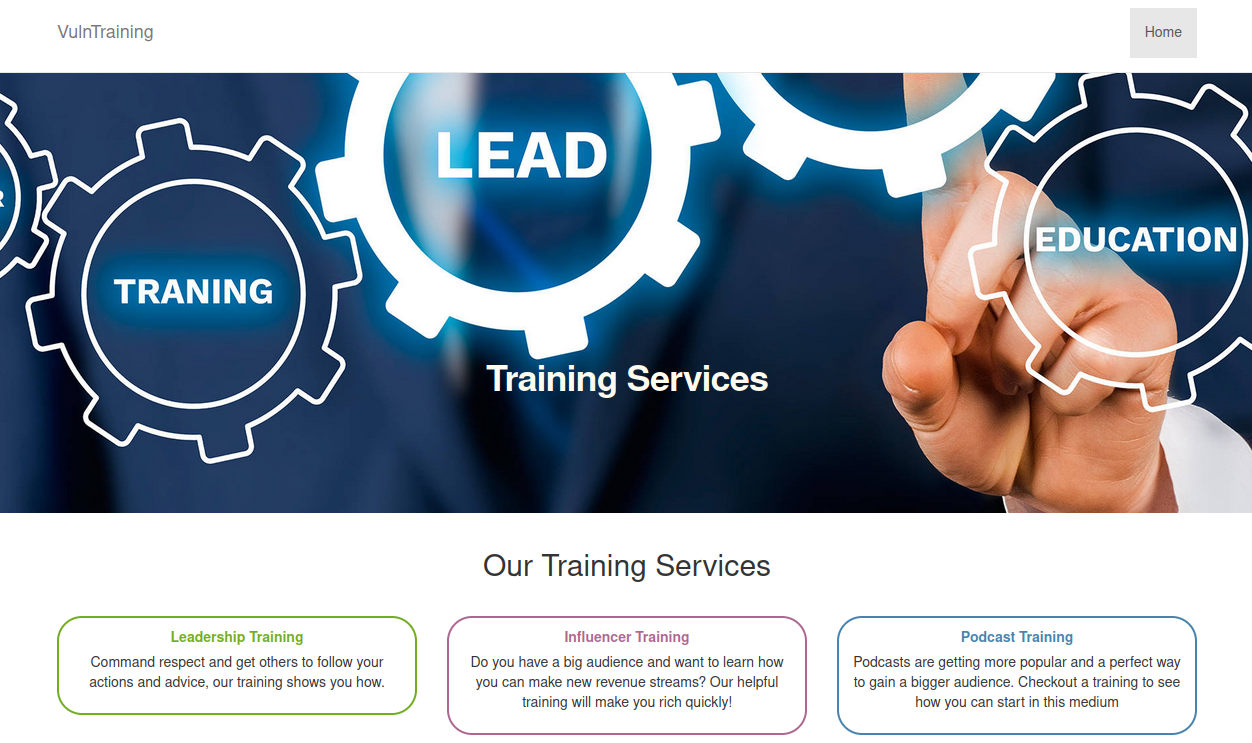 VulnTraining
Home
R
TRANING
LEAD
EDUCATION
Training Services
Our Training Services
Leadership Training
Command respect and get others to follow your
actions and advice, our training shows you how.
Influencer Training
Do you have a big audience and want to learn how
you can make new revenue streams? Our helpful
training will make you rich quickly!
Podcast Training
Podcasts are getting more popular and a perfect way
to gain a bigger audience. Checkout a training to see
how you can start in this medium